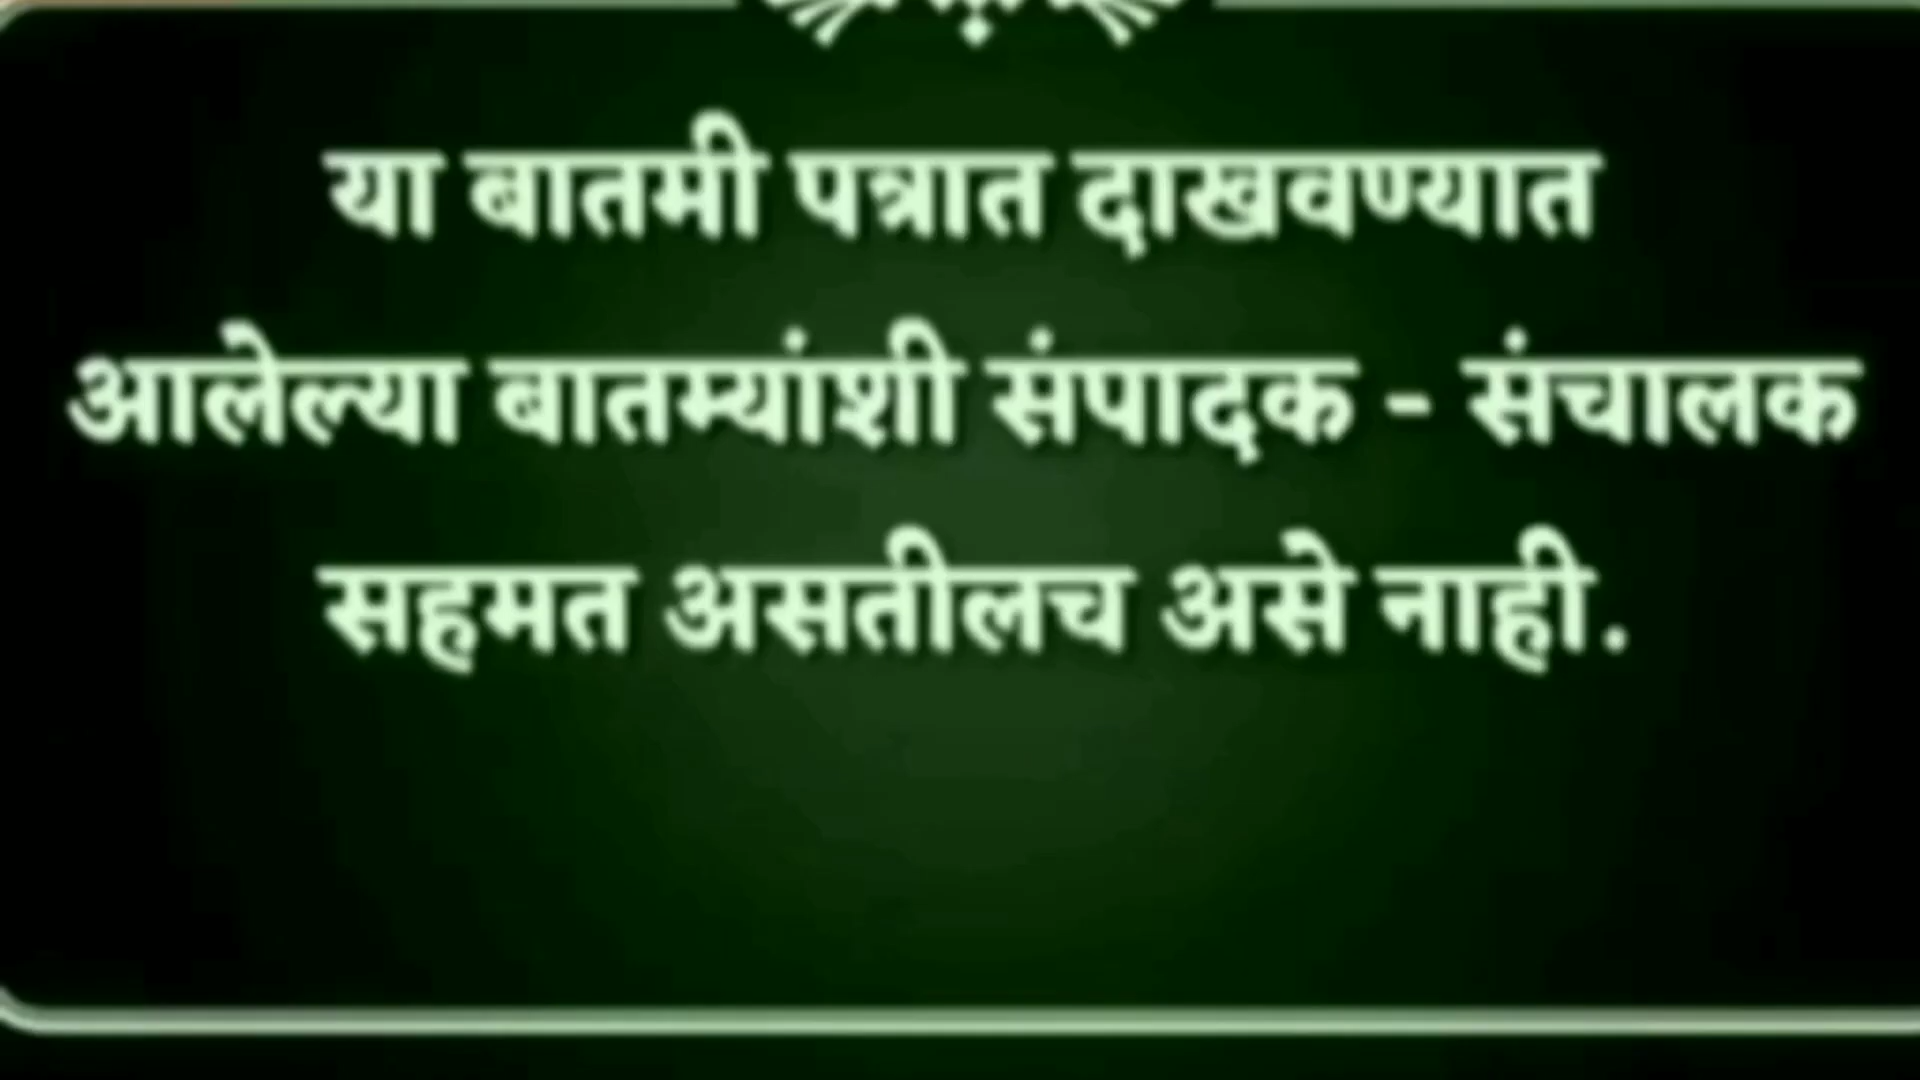 या बातमी पत्रात दाखवण्यात
आलेल्या बातम्यांशी संपादक - संचालक
सहमत असतीलच असे नाही.